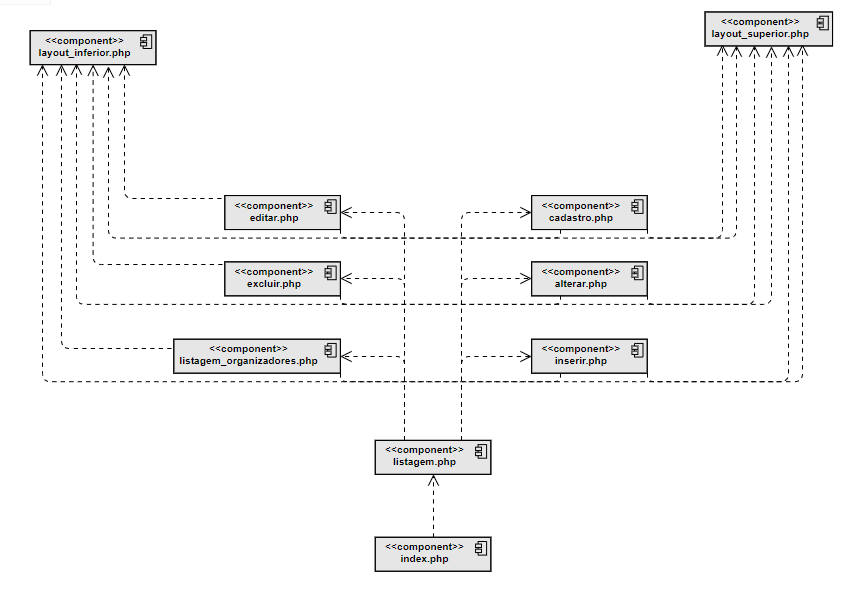 <<component>>
layout_inferior.php
<<component>>
layout_superior.php
<<component>>
editar.php
<<component>>
cadastro.php
<<component>>
excluir.php
<<component>>
alterar.php
<<component>>
listagem_organizadores.php
<<component>>
inserir.php
<<component>>
listagem.php
<<component>>
index.php